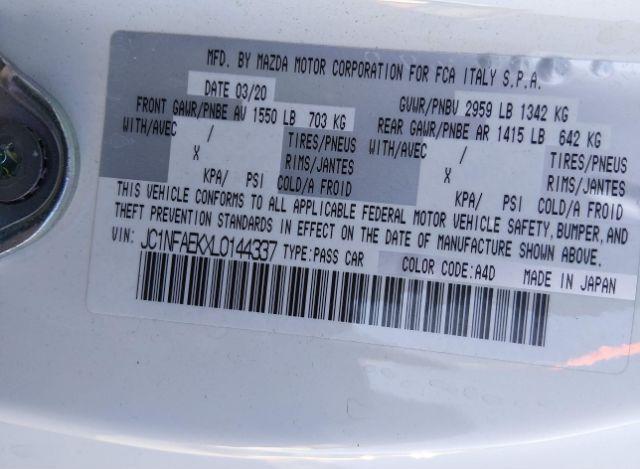 MFD. BY MAZDA MOTOR CORPORATION FOR FCA ITALY S.P.A.
DATE 03/20 GVWR/PNBV 2959 LB 1342 KG
FRONT GAWR/PNBE AV 1550 LB 703 KG REAR GAWR/PNBE AR 1415 LB 642 KG
WITH/AVEC / TIRES/PNEUS WITH/AVEC / TIRES/PNEUS
X RIMS/JANTES X RIMS/JANTES
KPA/ PSI COLD/A FROID KPA/ PSI COLD/A FROID
THIS VEHICLE CONFORMS TO ALL APPLICABLE FEDERAL MOTOR VEHICLE SAFETY, BUMPER, AND
THEFT PREVENTION STANDARDS IN EFFECT ON THE DATE OF MANUFACTURE SHOWN ABOVE.
VIN: JC1NFAEKXL0144337 TYPE:PASS CAR COLOR CODE:A4D MADE IN JAPAN